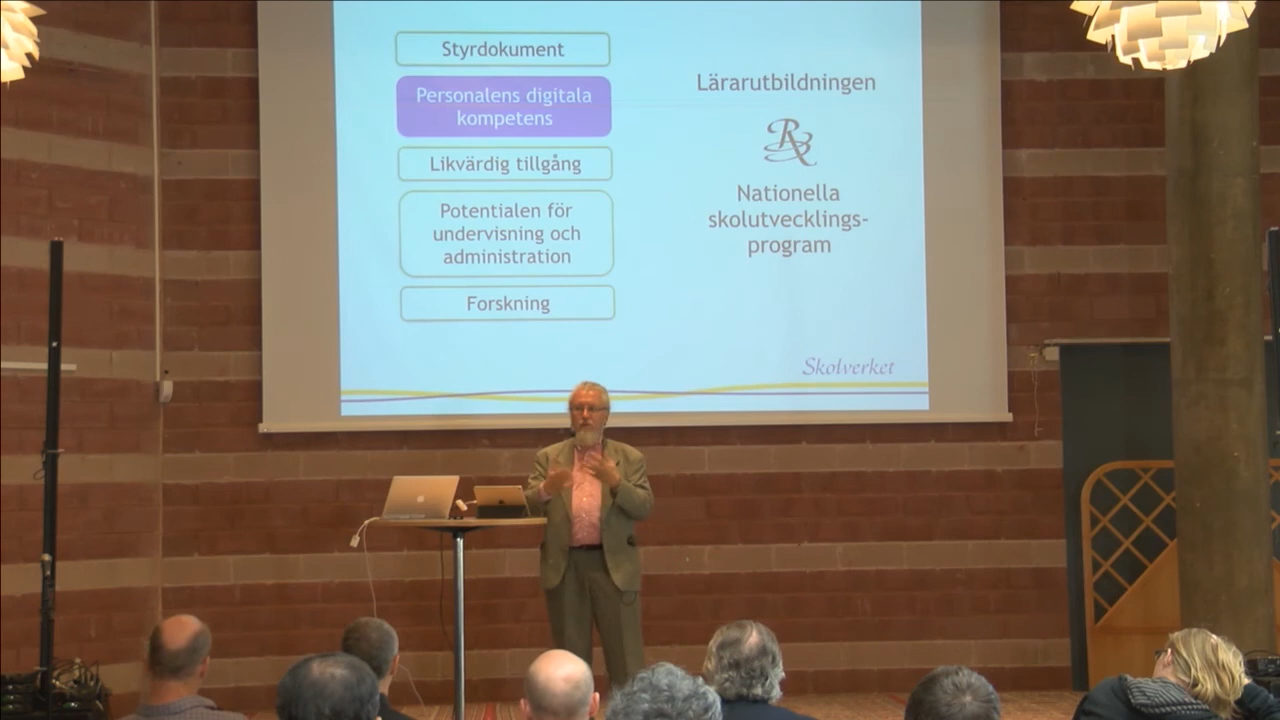 Styrdokument
Personalens digitala
kompetens
Likvärdig tillgång
Potentialen för
undervisning och
administration
Forskning
Lärarutbildningen
Nationella
skolutvecklings-
program
Skolverket